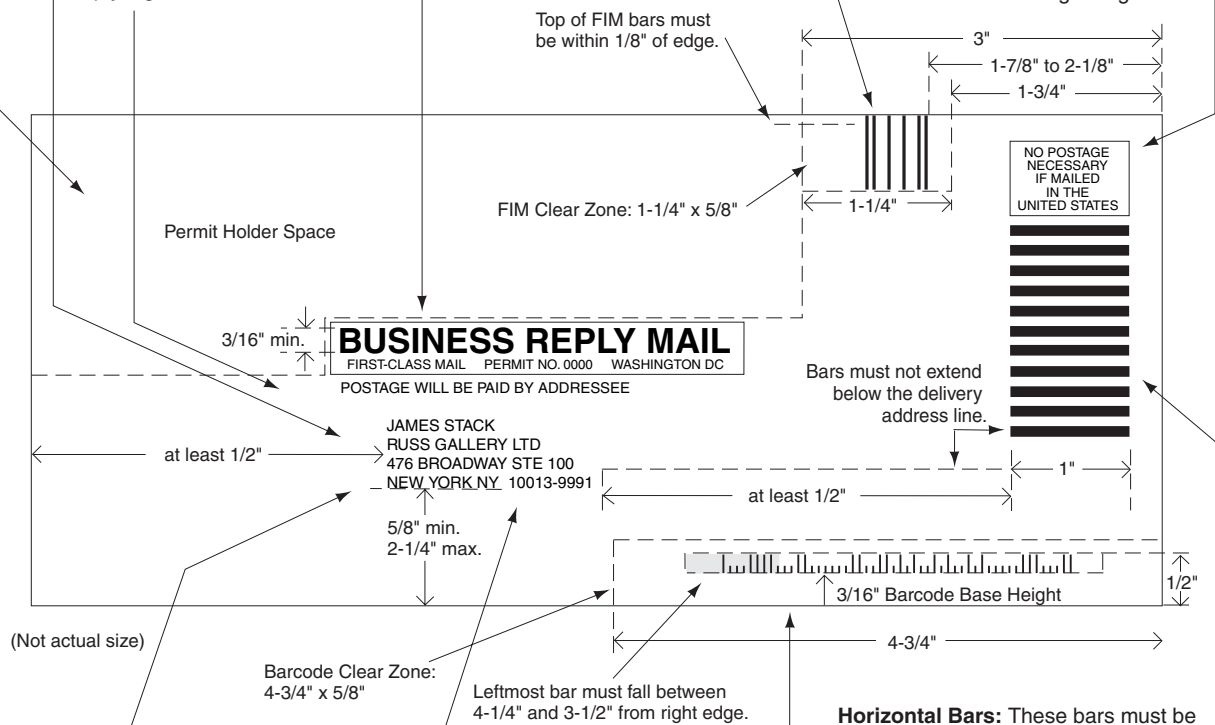 Top of FIM bars must
be within 1/8" of edge.
3"
1-7/8" to 2-1/8"
1-3/4"
NO POSTAGE
NECESSARY
IF MAILED
IN THE
UNITED STATES
FIM Clear Zone: 1-1/4" x 5/8"
1-1/4"
Permit Holder Space
3/16" min.
BUSINESS REPLY MAIL
FIRST-CLASS MAIL PERMIT NO. 0000 WASHINGTON DC
POSTAGE WILL BE PAID BY ADDRESSEE
Bars must not extend
below the delivery
address line.
JAMES STACK
RUSS GALLERY LTD
476 BROADWAY STE 100
NEW YORK NY 10013-9991
at least 1/2"
1"
at least 1/2"
5/8" min.
2-1/4" max.
3/16" Barcode Base Height
1/2"
(Not actual size)
4-3/4"
Barcode Clear Zone:
4-3/4" x 5/8"
Leftmost bar must fall between
4-1/4" and 3-1/2" from right edge.
Horizontal Bars: These bars must be